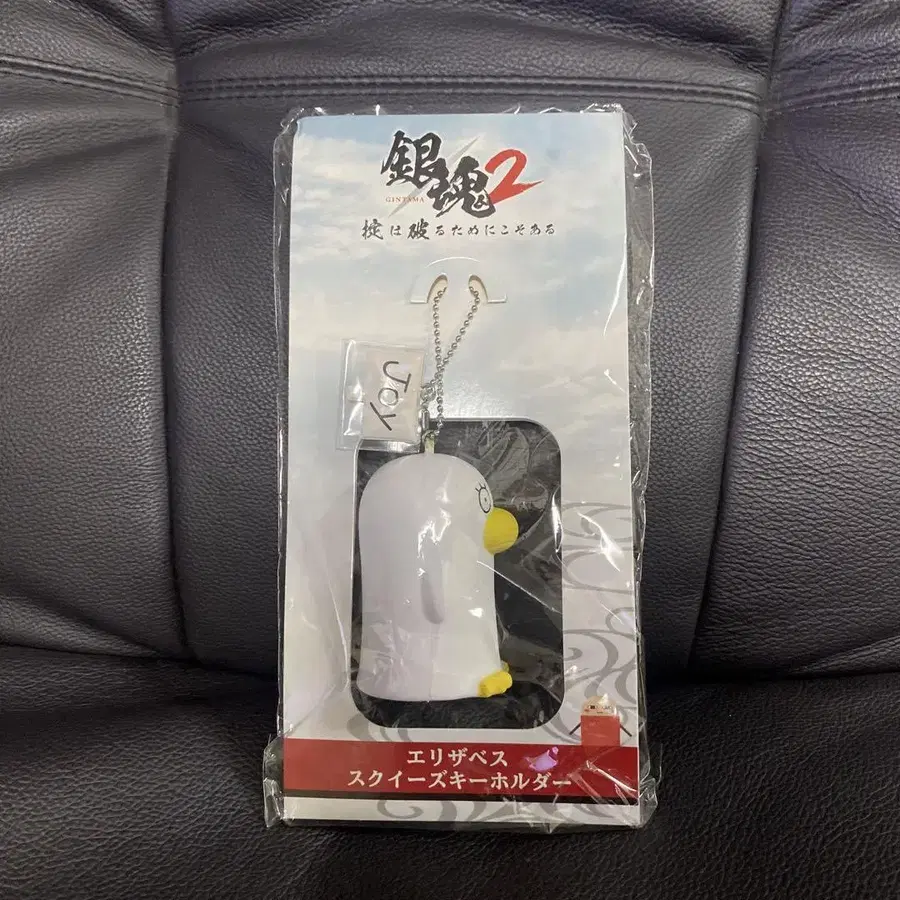 銀魂2
GINTAMA
掟は破るためにこそある
Joy
エリザベス
スクイーズキーホルダー